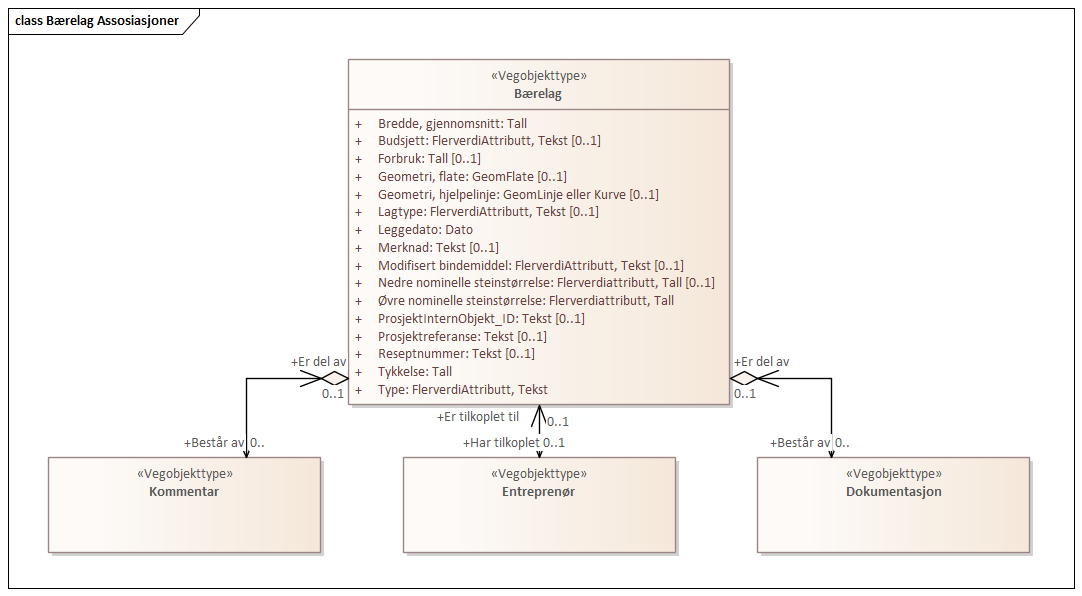 class Bærelag Assosiasjoner
«Vegobjekttype»
Bærelag
+ Bredde, gjennomsnitt: Tall
+ Budsjett: FlerverdiAttributt, Tekst [0..1]
+ Forbruk: Tall [0..1]
+ Geometri, flate: GeomFlate [0..1]
+ Geometri, hjelpelinje: GeomLinje eller Kurve [0..1]
+ Lagtype: FlerverdiAttributt, Tekst [0..1]
+ Leggedato: Dato
+ Merknad: Tekst [0..1]
+ Modifisert bindemiddel: FlerverdiAttributt, Tekst [0..1]
+ Nedre nominelle steinstørrelse: Flerverdiattributt, Tall [0..1]
+ Øvre nominelle steinstørrelse: Flerverdiattributt, Tall
+ ProsjektInternObjekt_ID: Tekst [0..1]
+ Prosjektreferanse: Tekst [0..1]
+ Reseptnummer: Tekst [0..1]
+ Tykkelse: Tall
+ Type: FlerverdiAttributt, Tekst
+Er del av
0..1
+Er del av
0..1
+Er tilkoplet til
0..1
+Består av 0..
+Har tilkoplet 0..1
+Består av 0..
«Vegobjekttype»
Kommentar
«Vegobjekttype»
Entreprenør
«Vegobjekttype»
Dokumentasjon